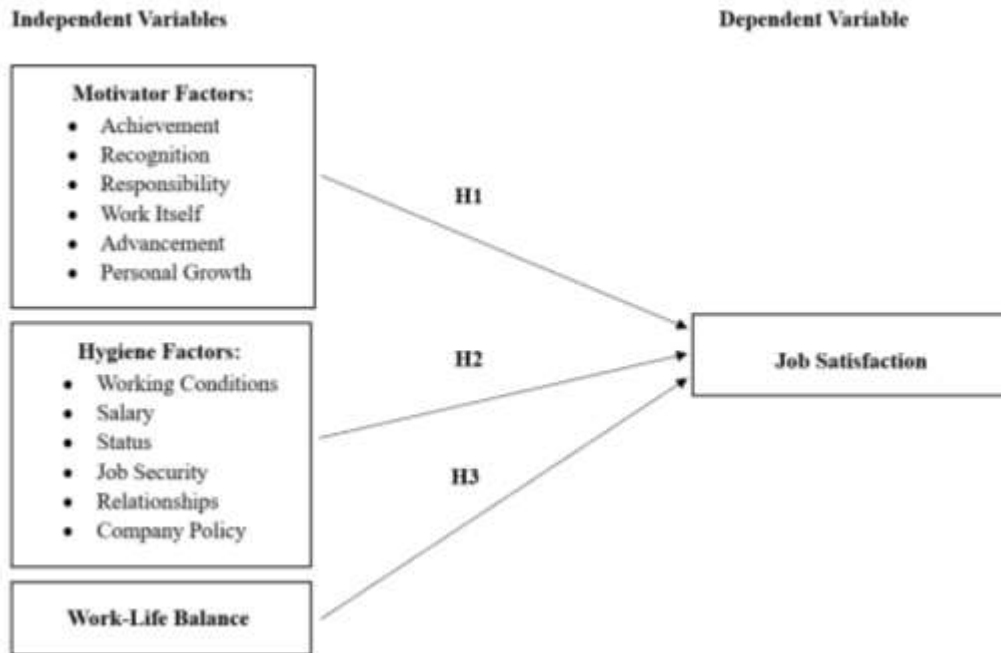 Independent Variables
Dependent Variable
Motivator Factors:
• Achievement
• Recognition
• Responsibility
• Work Itself
• Advancement
• Personal Growth
H1
Hygiene Factors:
• Working Conditions
• Salary
• Status
• Job Security
• Relationships
• Company Policy
H2
Job Satisfaction
H3
Work-Life Balance